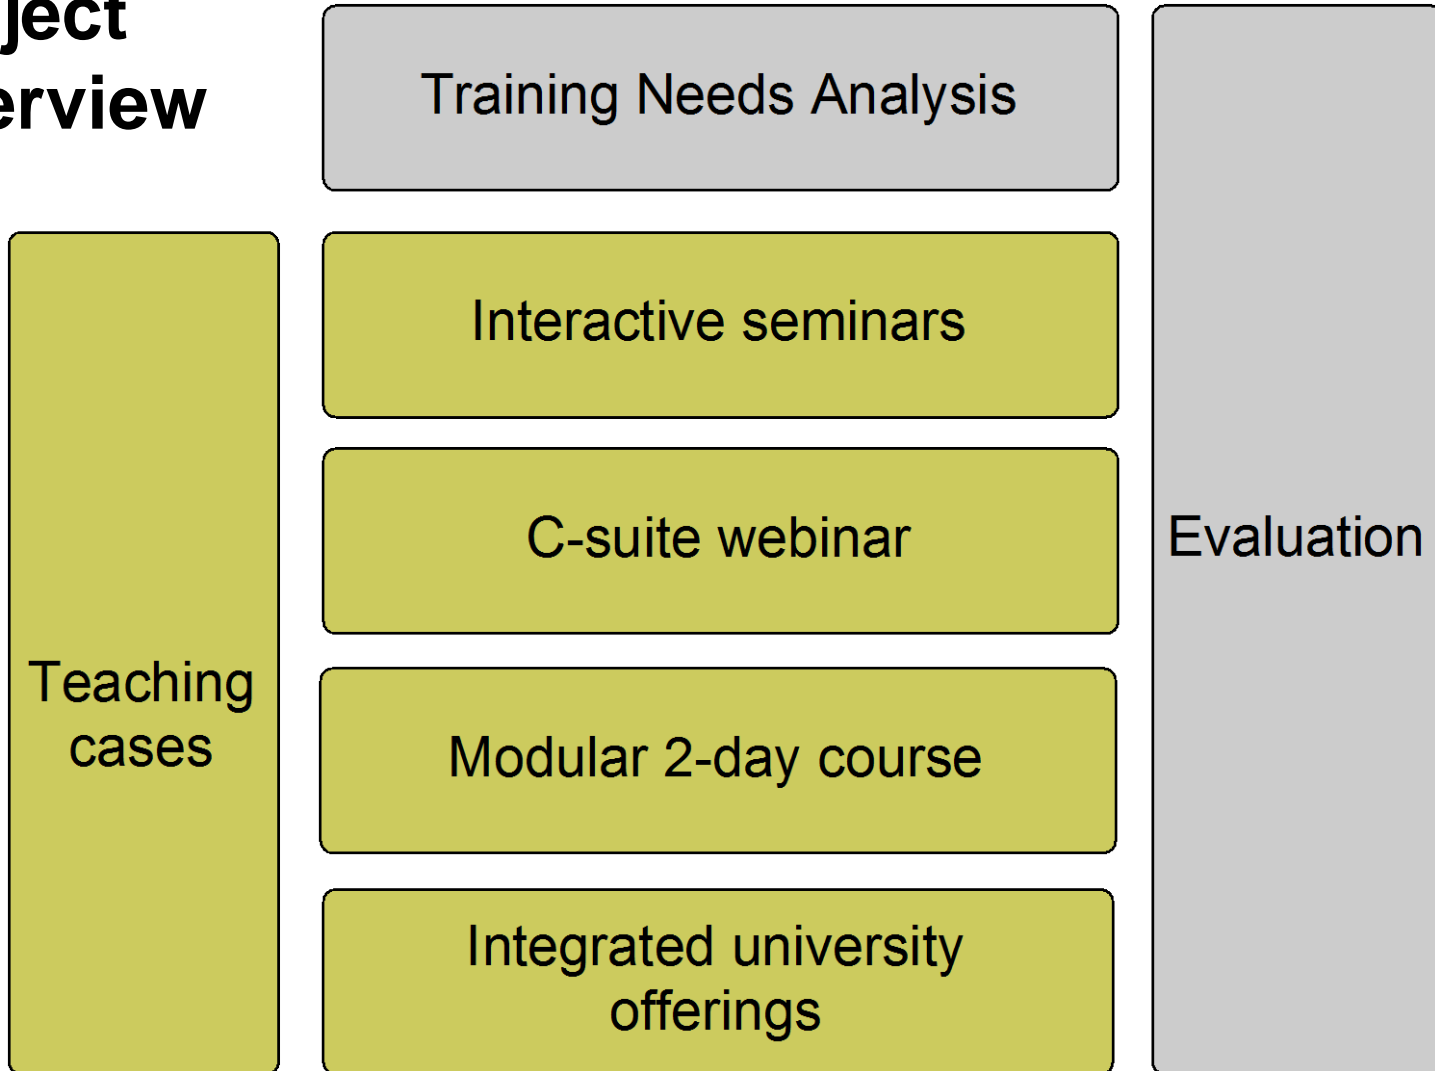 ject
erview
Training Needs Analysis
Interactive seminars
C-suite webinar
Evaluation
Teaching
cases
Modular 2-day course
Integrated university
offerings